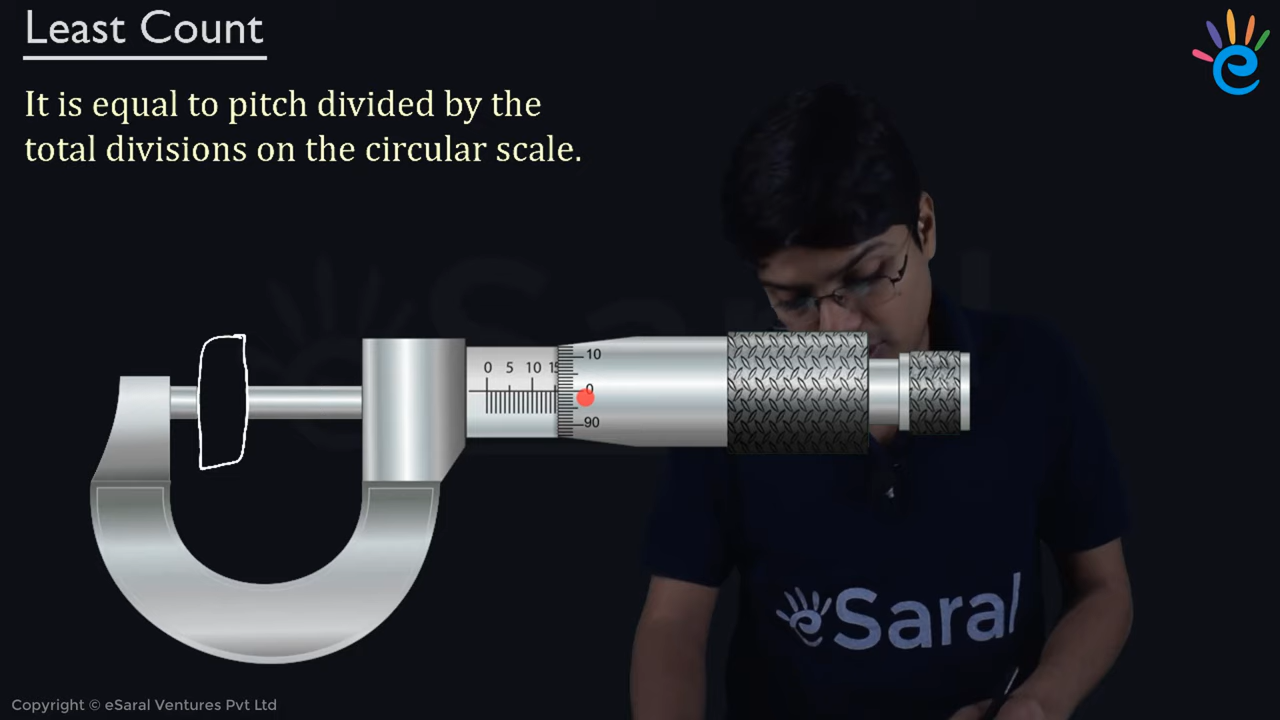 Least Count
It is equal to pitch divided by the
total divisions on the circular scale.
10
0 5 10 15
0
90
eSaral
Copyright © eSaral Ventures Pvt Ltd